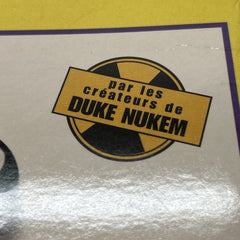 par les
créateurs de
DUKE NUKEM